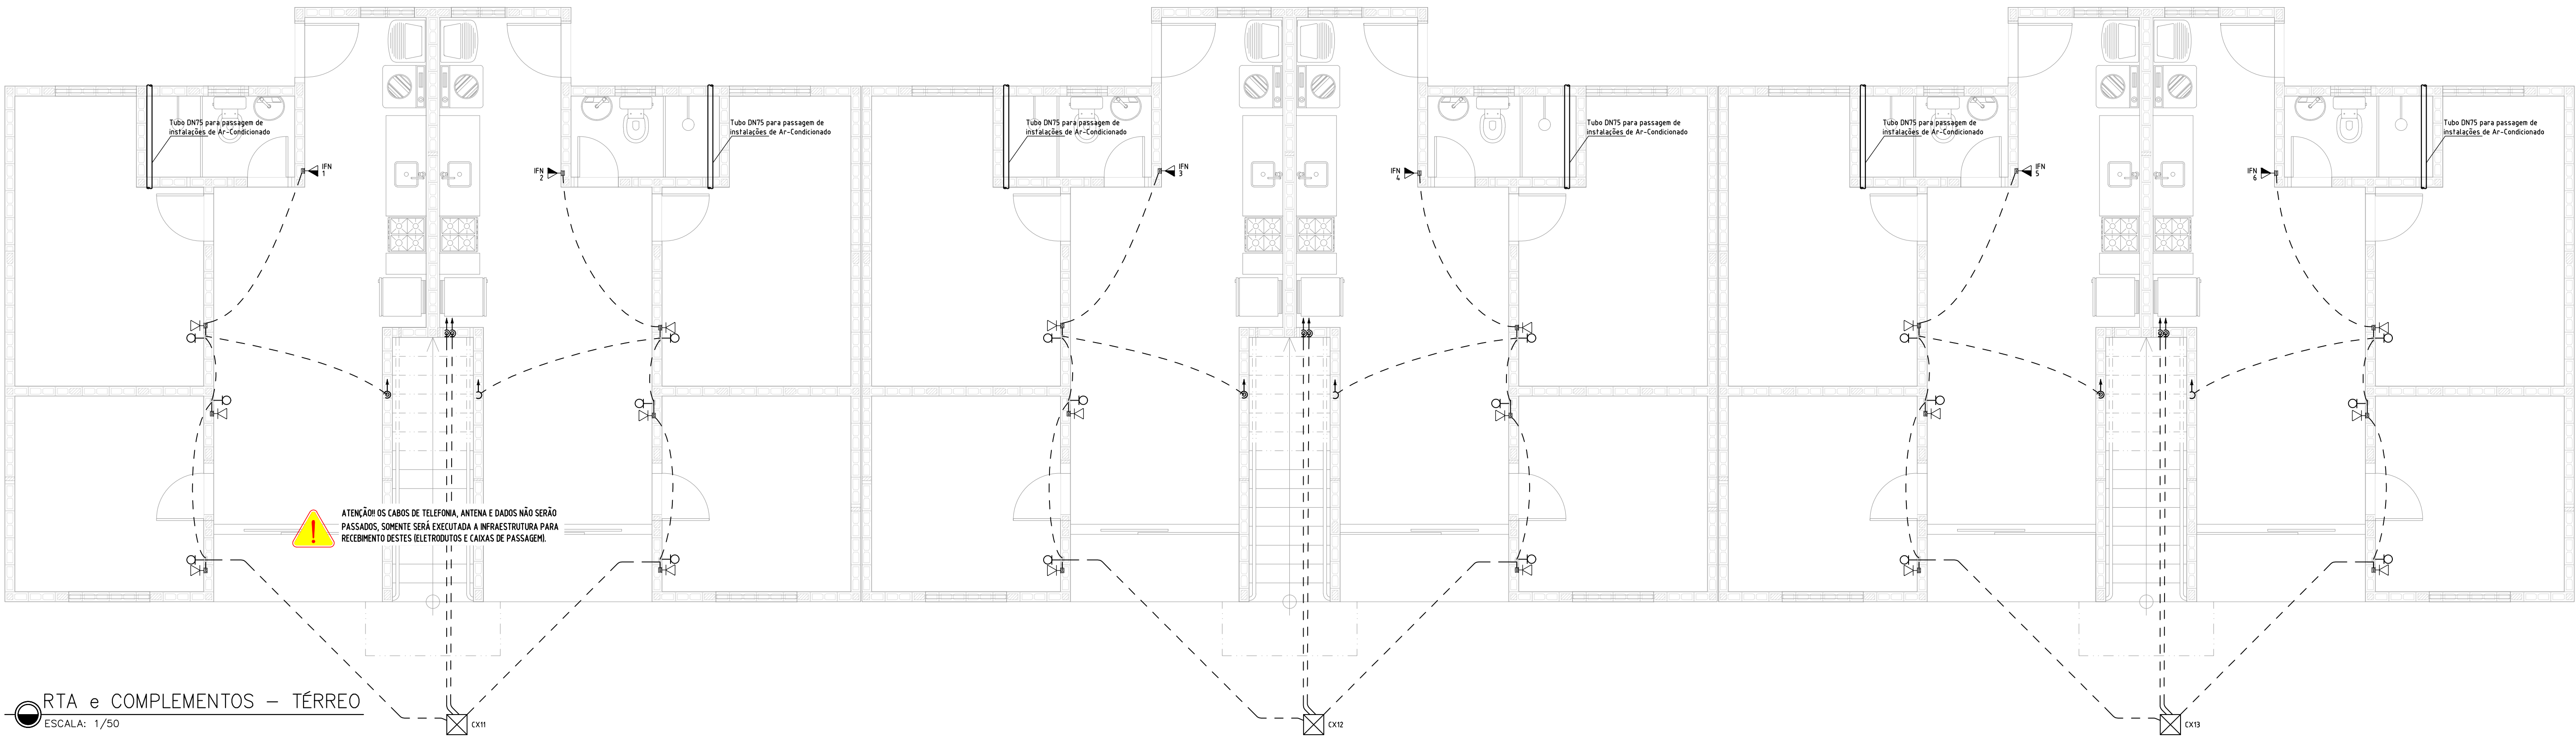 Tubo DN75 para passagem de
instalações de Ar-Condicionado
Tubo DN75 para passagem de
instalações de Ar-Condicionado
Tubo DN75 para passagem de
instalações de Ar-Condicionado
Tubo DN75 para passagem de
instalações de Ar-Condicionado
Tubo DN75 para passagem de
instalações de Ar-Condicionado
Tubo DN75 para passagem de
instalações de Ar-Condicionado
IFN
1
IFN
2
IFN
3
IFN
4
IFN
5
IFN
6
ATENÇÃO!! OS CABOS DE TELEFONIA, ANTENA E DADOS NÃO SERÃO
PASSADOS, SOMENTE SERÁ EXECUTADA A INFRAESTRUTURA PARA
RECEBIMENTO DESTES (ELETRODUTOS E CAIXAS DE PASSAGEM).
RTA e COMPLEMENTOS – TÉRREO
ESCALA: 1/50
CX11
CX12
CX13